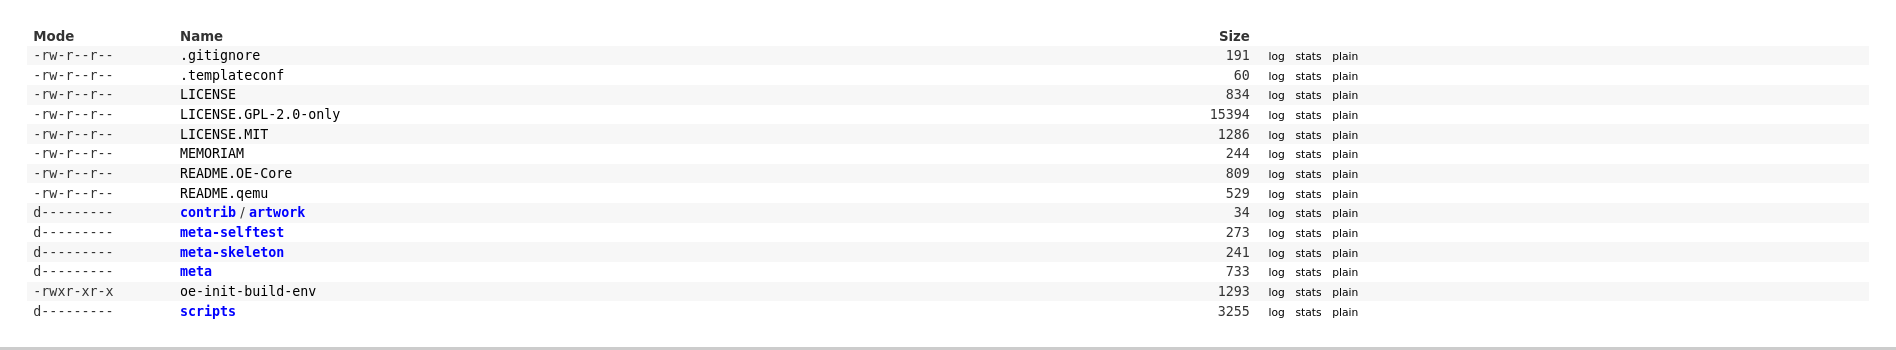 Mode Name Size
-rw-r--r-- .gitignore 191 log stats plain
-rw-r--r-- .templateconf 60 log stats plain
-rw-r--r-- LICENSE 834 log stats plain
-rw-r--r-- LICENSE.GPL-2.0-only 15394 log stats plain
-rw-r--r-- LICENSE.MIT 1286 log stats plain
-rw-r--r-- MEMORIAM 244 log stats plain
-rw-r--r-- README.OE-Core 809 log stats plain
-rw-r--r-- README.qemu 529 log stats plain
d--------- contrib / artwork 34 log stats plain
d--------- meta-selftest 273 log stats plain
d--------- meta-skeleton 241 log stats plain
d--------- meta 733 log stats plain
-rwxr-xr-x oe-init-build-env 1293 log stats plain
d--------- scripts 3255 log stats plain